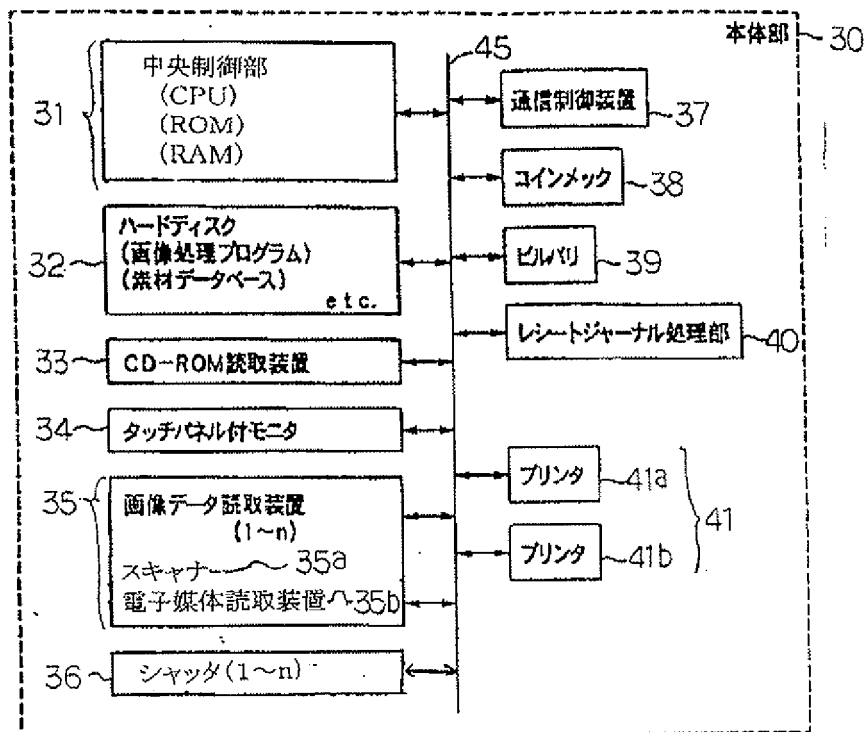 本体部 30
45
31
中央制御部
(CPU)
(ROM)
(RAM)
通信制御装置
37
コインメック
38
32
ハードディスク
(画像処理プログラム)
(素材データベース)
etc.
ビルバリ
39
レシートジャーナル処理部
40
33
CD-ROM読取装置
34
タッチパネル付モニタ
35
画像データ読取装置
(1〜n)
スキャナー 35a
電子媒体読取装置 35b
プリンタ
41a
プリンタ
41b
41
36
シャッタ(1〜n)